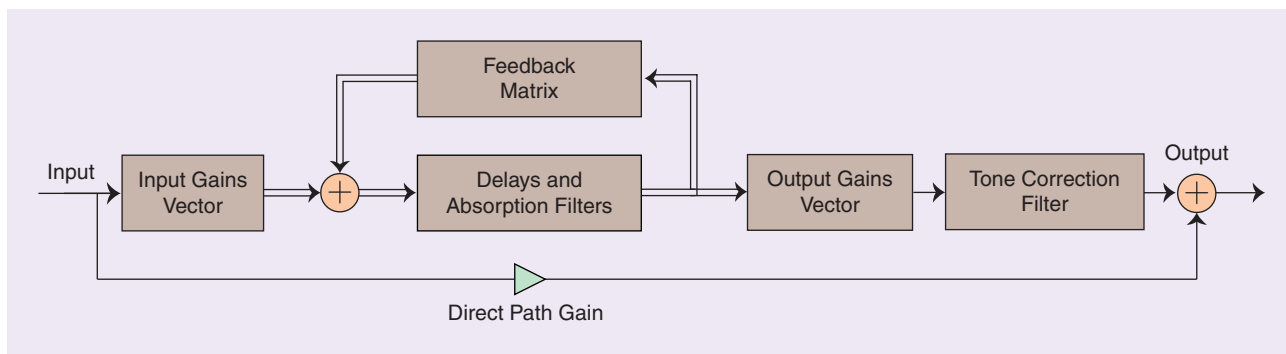 Feedback
Matrix
Input
Input Gains
Vector
+
Delays and
Absorption Filters
Output Gains
Vector
Tone Correction
Filter
Output
+
Direct Path Gain